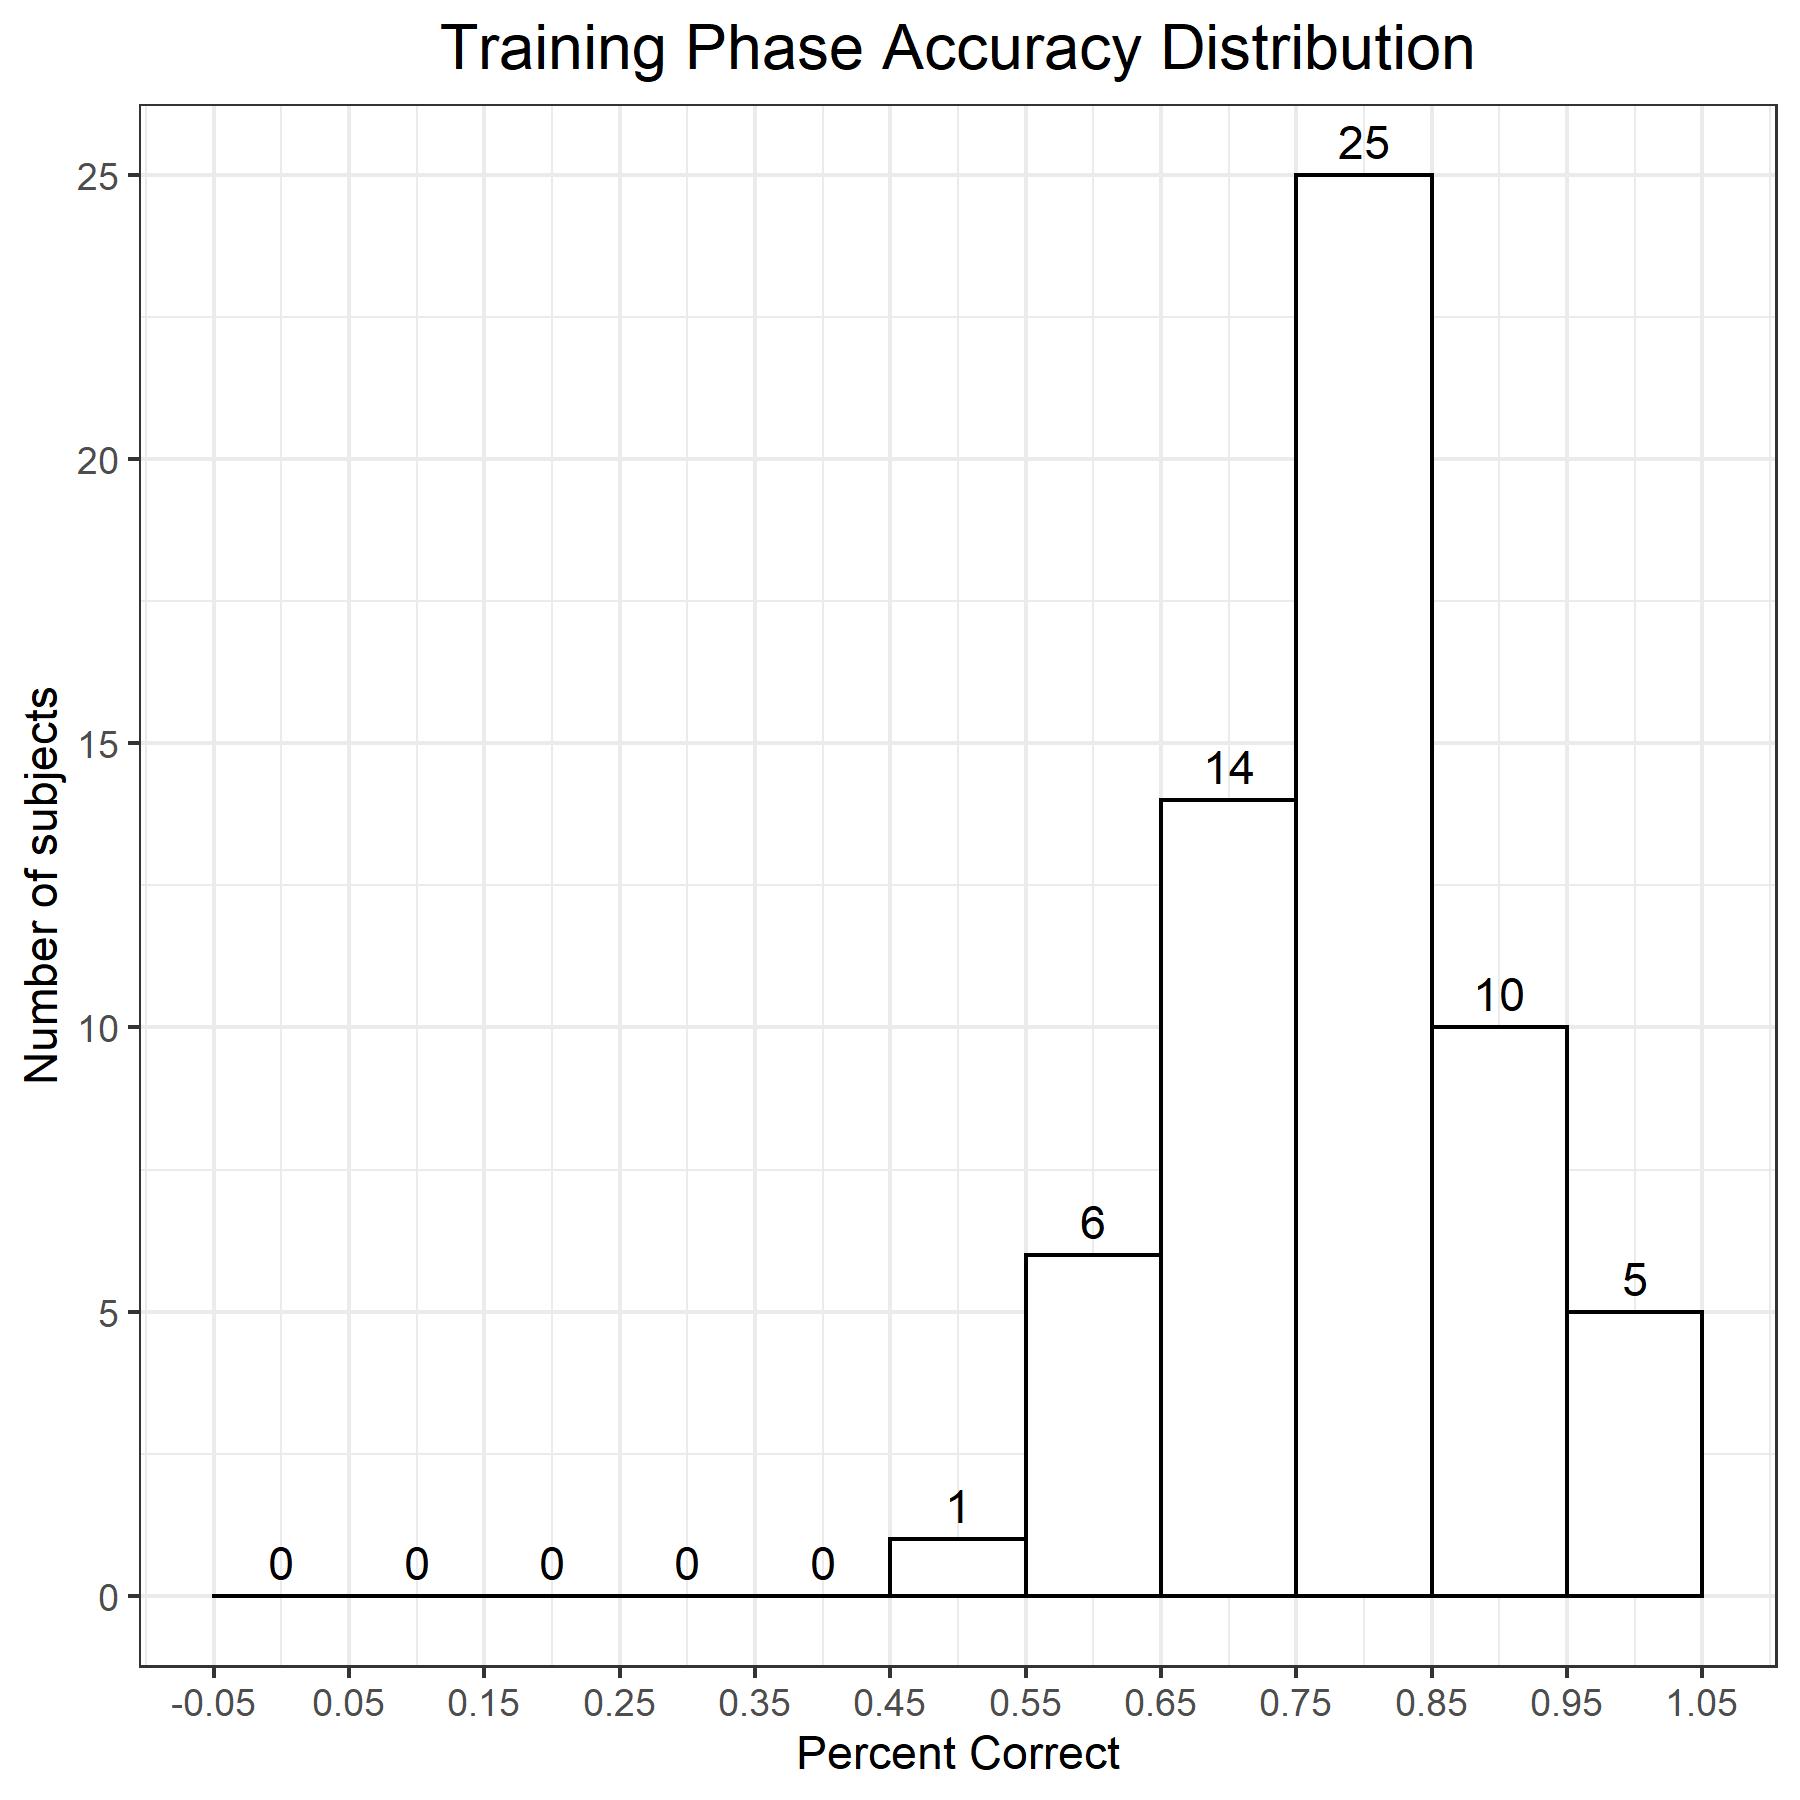 Training Phase Accuracy Distribution
25
25
20
15
14
Number of subjects
10
10
6
5
5
1
0 0 0 0 0
0
-0.05 0.05 0.15 0.25 0.35 0.45 0.55 0.65 0.75 0.85 0.95 1.05
Percent Correct